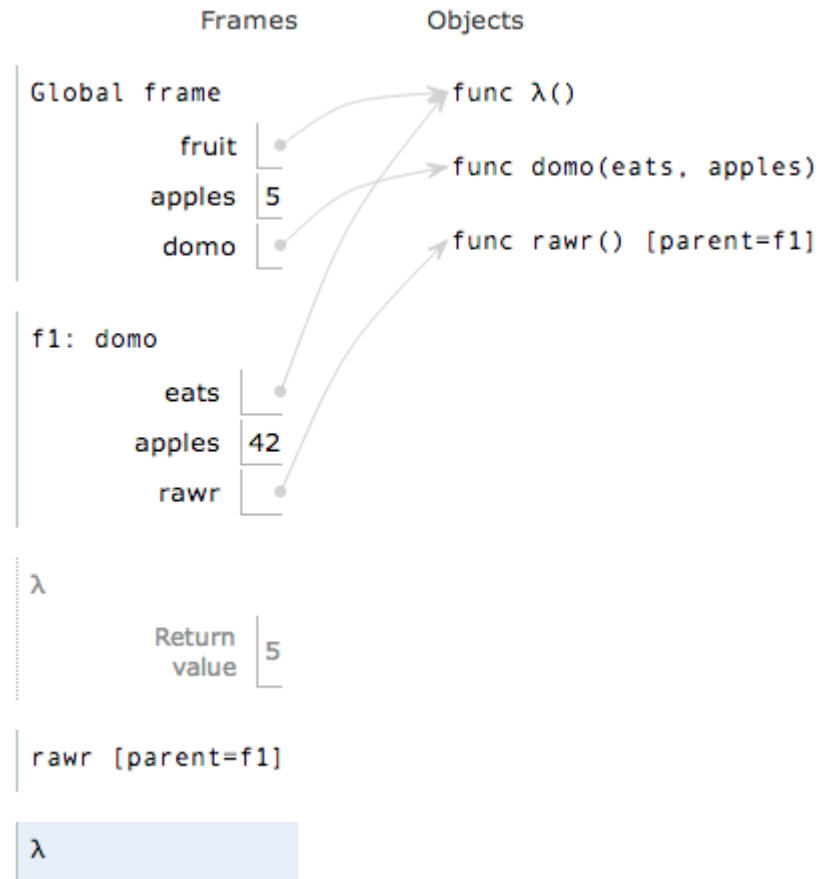 Frames Objects
Global frame
func λ()
fruit
func domo(eats, apples)
apples 5
domo
func rawr() [parent=f1]
f1: domo
eats
apples 42
rawr
λ
Return
value 5
rawr [parent=f1]
λ